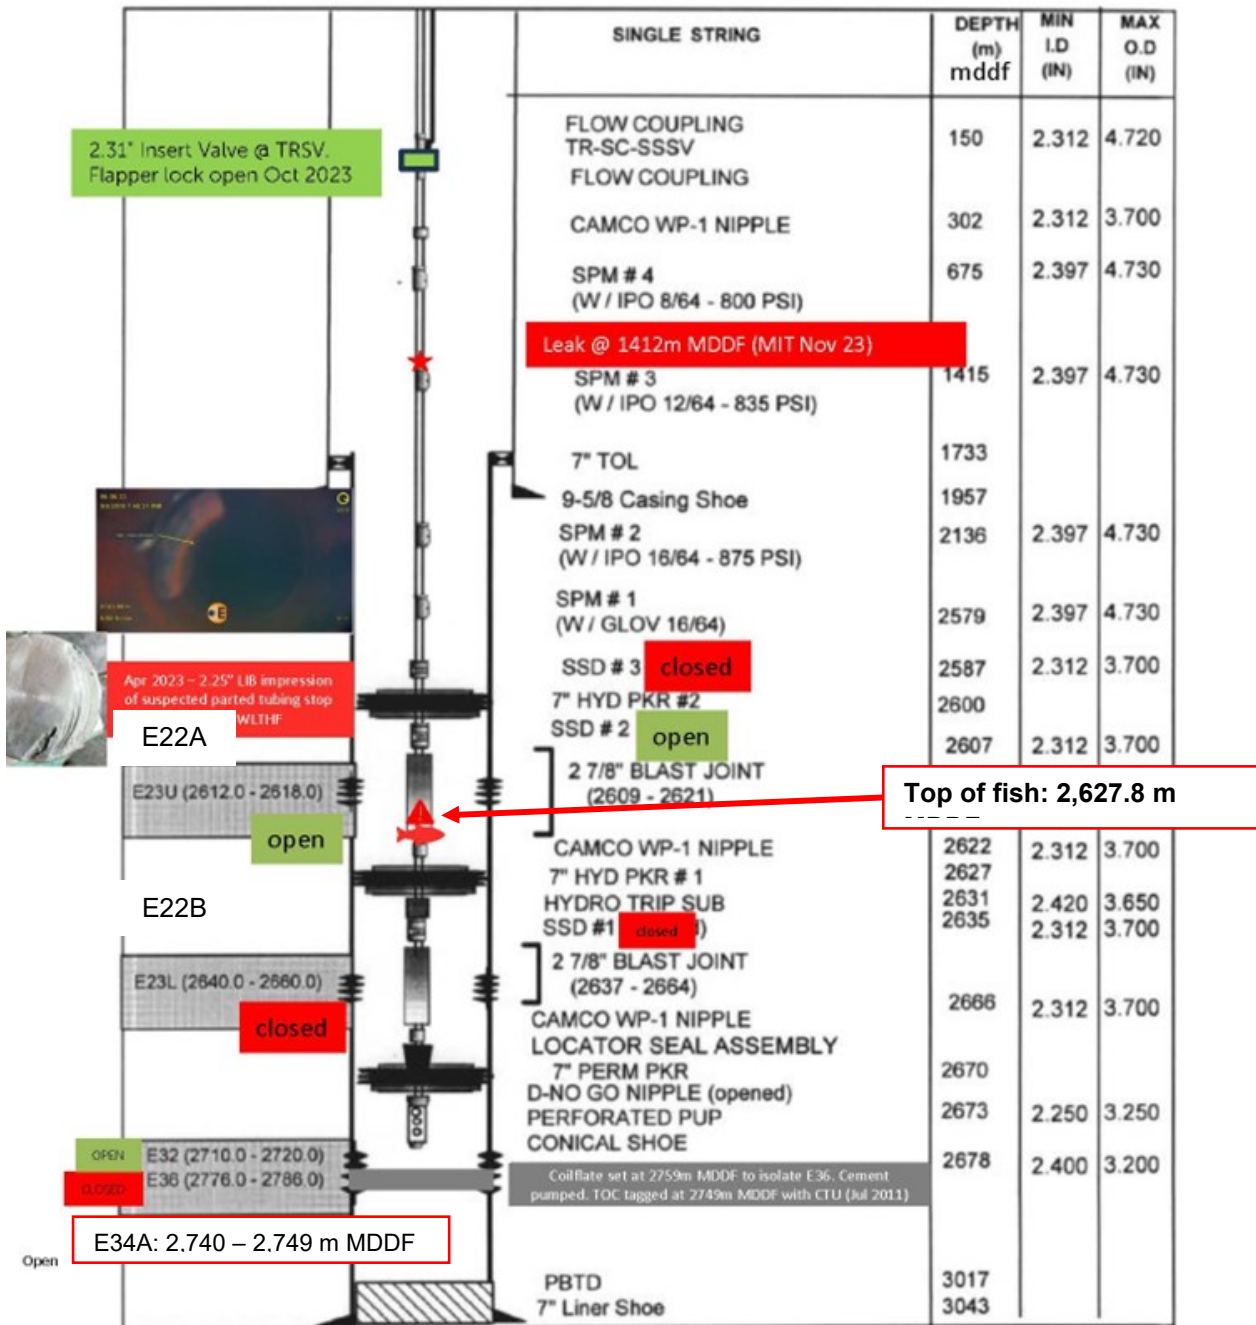 SINGLE STRING
DEPTH
(m)
mddf
MIN
I.D
(IN)
MAX
O.D
(IN)
2.31" Insert Valve @ TRSV.
Flapper lock open Oct 2023
FLOW COUPLING
TR-SC-SSSV
150 2.312 4.720
FLOW COUPLING
CAMCO WP-1 NIPPLE 302 2.312 3.700
SPM # 4 675 2.397 4.730
(W / IPO 8/64 - 800 PSI)
Leak @ 1412m MDDF (MIT Nov 23)
SPM # 3 1415 2.397 4.730
(W / IPO 12/64 - 835 PSI)
7" TOL 1733
9-5/8 Casing Shoe 1957
SPM # 2 2136 2.397 4.730
(W / IPO 16/64 - 875 PSI)
SPM # 1
(W / GLOV 16/64) 2579 2.397 4.730
SSD # 3 closed 2587 2.312 3.700
Apr 2023 – 2.25" LIB impression
of suspected parted tubing stop
WLTHF
7" HYD PKR #2 2600
SSD # 2 open 2607 2.312 3.700
E22A
E23U (2612.0 - 2618.0)
open
2 7/8" BLAST JOINT
(2609 - 2621)
Top of fish: 2,627.8 m
CAMCO WP-1 NIPPLE 2622 2.312 3.700
7" HYD PKR # 1 2627
HYDRO TRIP SUB 2631 2.420 3.650
SSD #1 closed ) 2635 2.312 3.700
E22B
E23L (2640.0 - 2660.0)
closed
2 7/8" BLAST JOINT
(2637 - 2664)
CAMCO WP-1 NIPPLE 2666 2.312 3.700
LOCATOR SEAL ASSEMBLY
7" PERM PKR 2670
D-NO GO NIPPLE (opened)
PERFORATED PUP 2673 2.250 3.250
CONICAL SHOE 2678 2.400 3.200
OPEN E32 (2710.0 - 2720.0)
CLOSED E36 (2776.0 - 2786.0)
Coilflate set at 2759m MDDF to isolate E36. Cement
pumped. TOC tagged at 2749m MDDF with CTU (Jul 2011)
E34A: 2,740 – 2,749 m MDDF
Open
PBTD 3017
7" Liner Shoe 3043